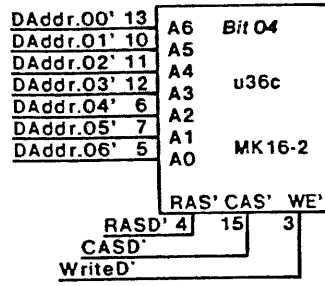 DAddr.00' 13 A6 Bit 04
DAddr.01' 10 A5
DAddr.02' 11 A4 u36c
DAddr.03' 12 A3
DAddr.04' 6 A2
DAddr.05' 7 A1 MK16-2
DAddr.06' 5 A0
RAS' CAS' WE'
RASD' 4 15 3
CASD'
WriteD'